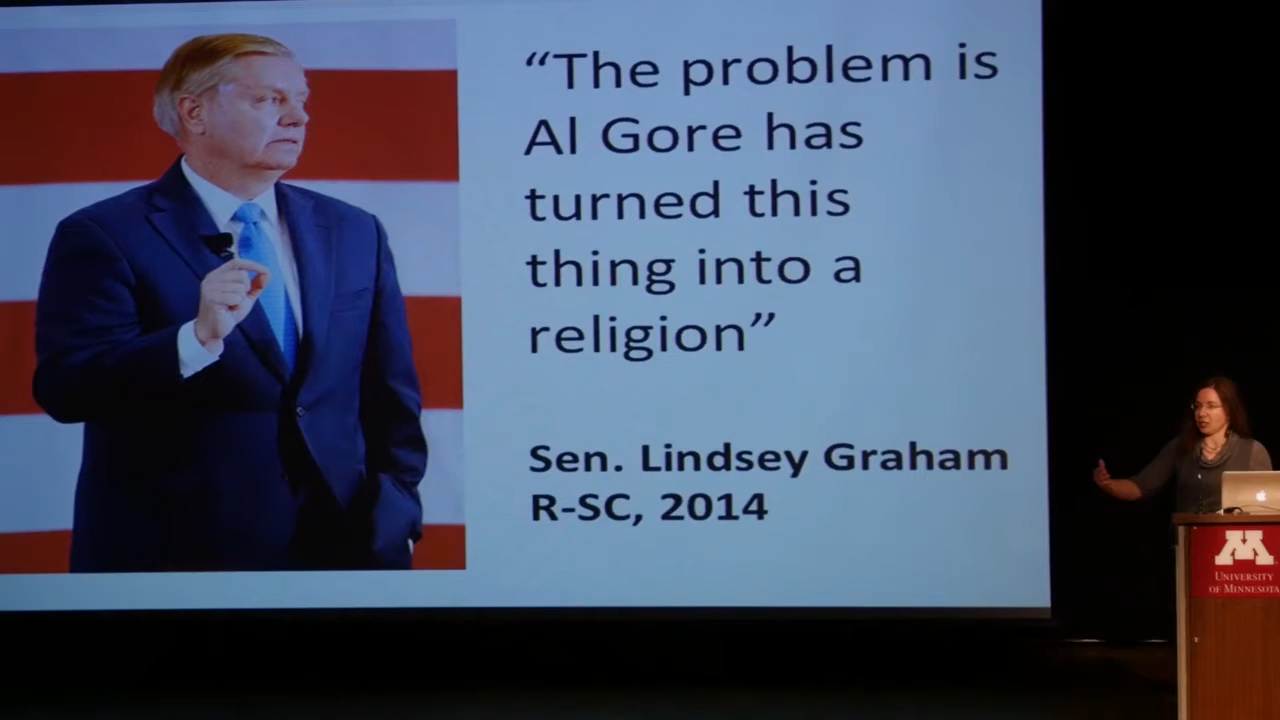 “The problem is
Al Gore has
turned this
thing into a
religion”
Sen. Lindsey Graham
R-SC, 2014
M
UNIVERSITY
OF MINNESOTA